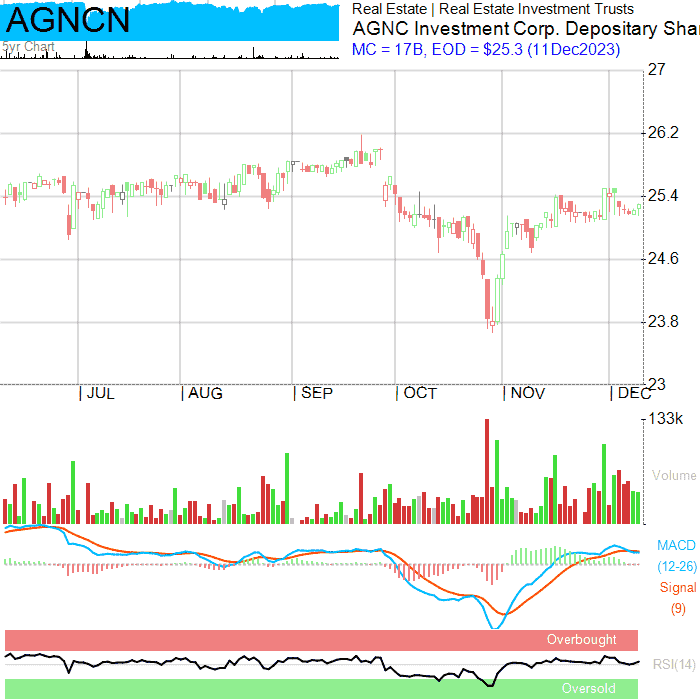 AGNCN
Real Estate | Real Estate Investment Trusts
AGNC Investment Corp. Depositary Shar
MC = 17B, EOD = $25.3 (11Dec2023)
5yr Chart
27
26.2
25.4
24.6
23.8
23
| JUL | AUG | SEP | OCT | NOV | DEC
133k
Volume
MACD
(12-26)
Signal
(9)
Overbought
RSI(14)
Oversold